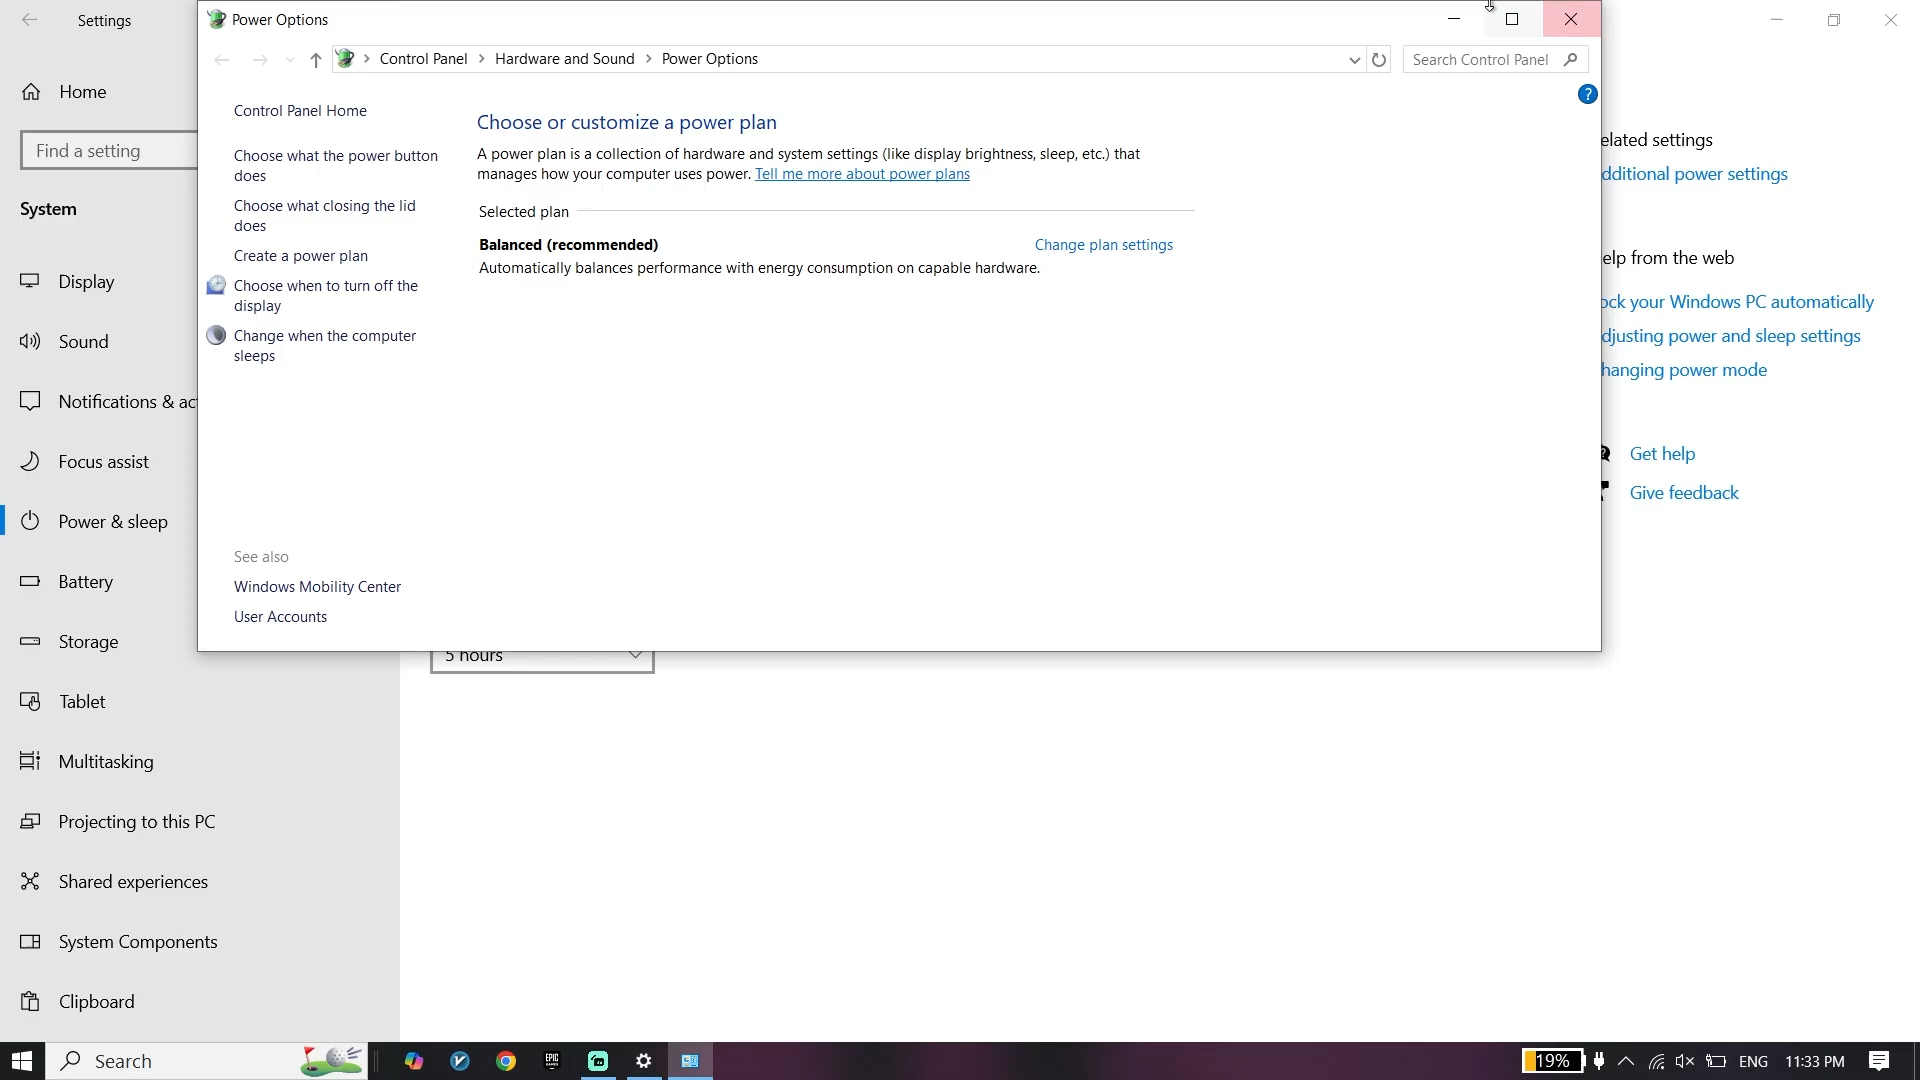 Settings
Home
Find a setting
System
Display
Sound
Notifications & ac
Focus assist
Power & sleep
Battery
Storage
Tablet
Multitasking
Projecting to this PC
Shared experiences
System Components
Clipboard
Power Options
Control Panel
Hardware and Sound
Power Options
Search Control Panel
?
Control Panel Home
Choose what the power button
does
Choose what closing the lid
does
Create a power plan
Choose when to turn off the
display
Change when the computer
sleeps
See also
Windows Mobility Center
User Accounts
Choose or customize a power plan
A power plan is a collection of hardware and system settings (like display brightness, sleep, etc.) that
manages how your computer uses power. Tell me more about power plans
Selected plan
Balanced (recommended)
Change plan settings
Automatically balances performance with energy consumption on capable hardware.
5 hours
elated settings
dditional power settings
elp from the web
ock your Windows PC automatically
djusting power and sleep settings
hanging power mode
Get help
Give feedback
Search
EPIC
GAMES
19%
ENG
11:33 PM